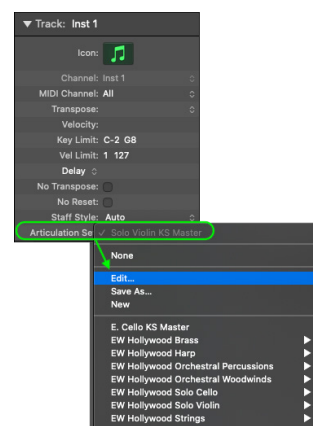 ▼ Track: Inst 1
Icon:
Channel: Inst 1
MIDI Channel: All
Transpose:
Velocity:
Key Limit: C-2 G8
Vel Limit: 1 127
Delay
No Transpose:
No Reset:
Staff Style: Auto
Articulation Se ✓ Solo Violin KS Master
None
Edit...
Save As...
New
E. Cello KS Master
EW Hollywood Brass
EW Hollywood Harp
EW Hollywood Orchestral Percussions
EW Hollywood Orchestral Woodwinds
EW Hollywood Solo Cello
EW Hollywood Solo Violin
EW Hollywood Strings